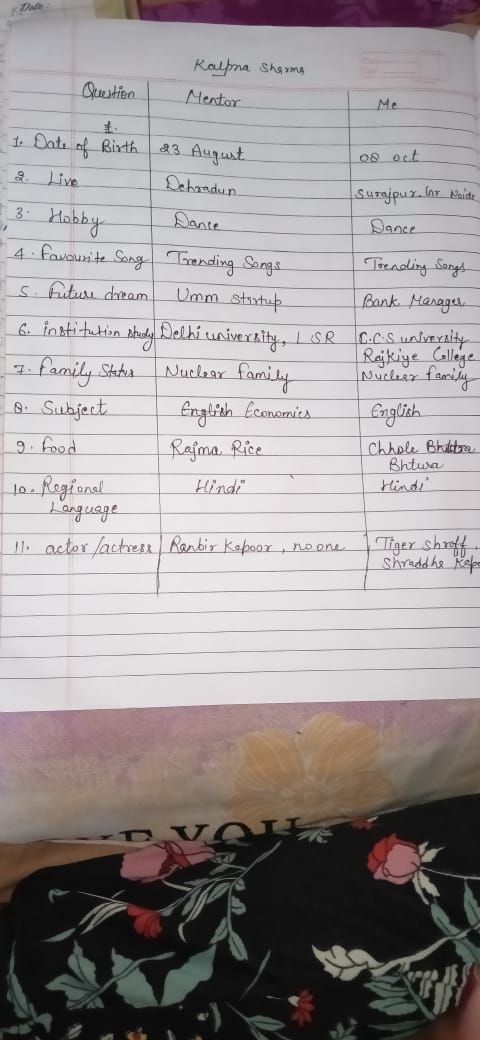 Date:
Kalpna Sharma
Question Mentor Me
1. Date of Birth 23 August 08 oct
2. Live Dehradun Surajpur, Gr Noida
3. Hobby Dance Dance
4. Favourite Song Trending Songs Trending Songs
5. Future dream Umm Startup Bank Manager
6. institution study Delhi university, LSR C.C.S university
Rajkiye College
7. Family Status Nuclear family Nuclear family
8. Subject English Economics English
9. Food Rajma Rice Chhole
Bhtura
10. Regional Hindi Hindi
Language
11. actor/actress Ranbir Kapoor, no one Tiger Shroff,
Shraddha
YOU